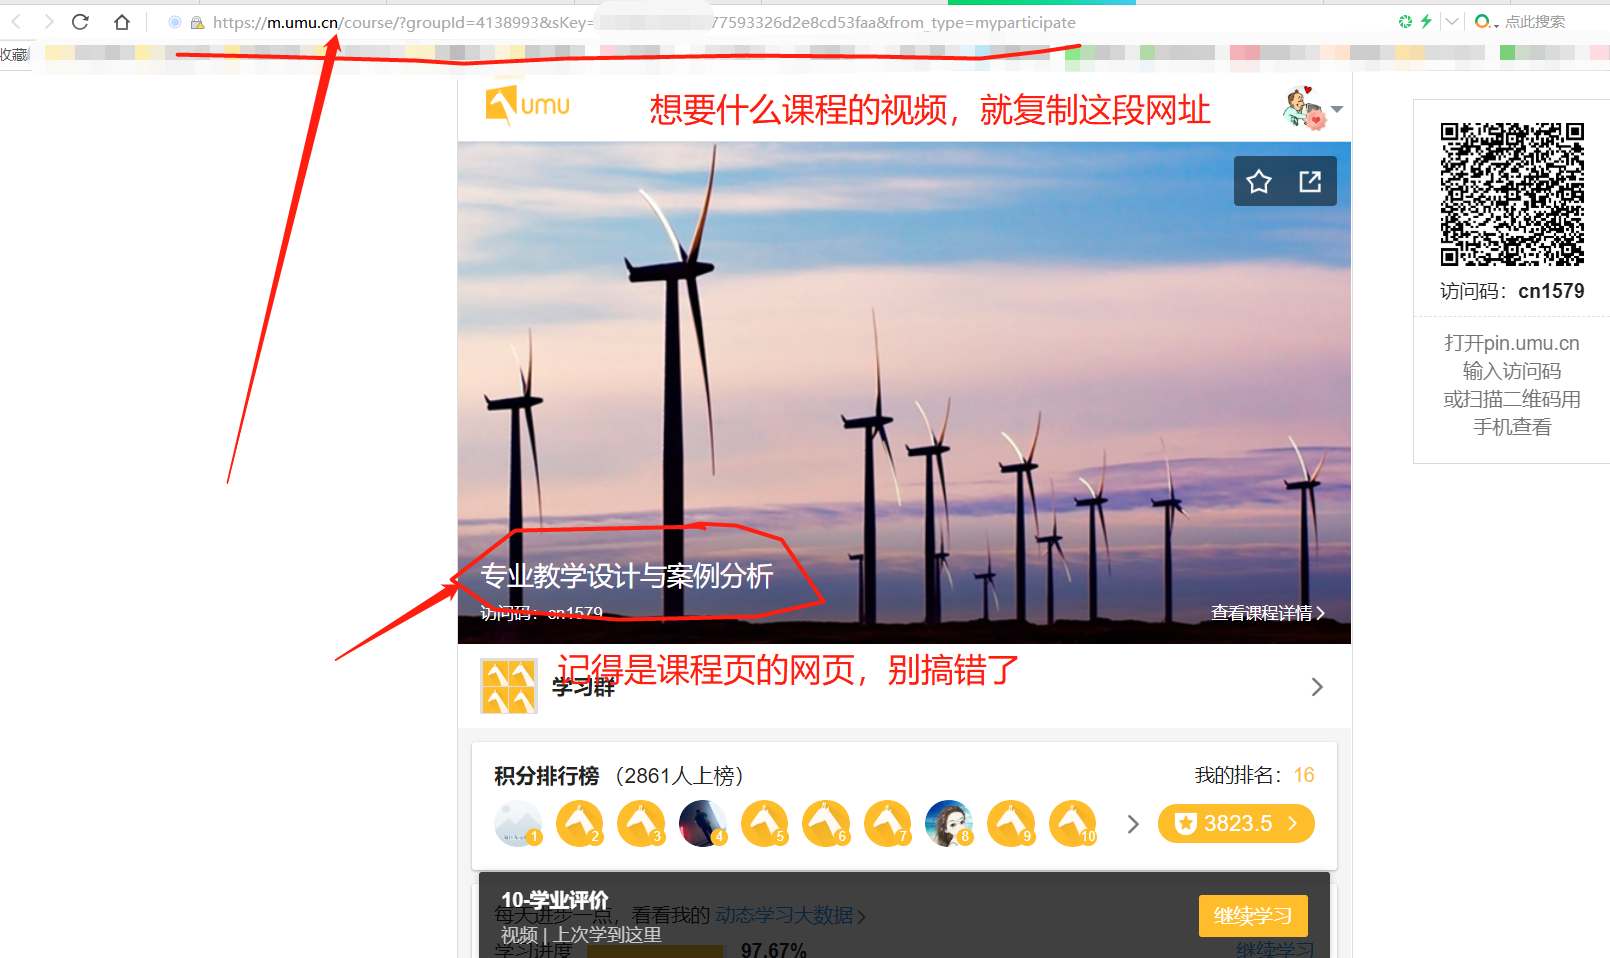 https://m.umu.cn/course/?groupId=4138993&sKey= 77593326d2e8cd53faa&from_type=myparticipate
点此搜索
收藏
umu
想要什么课程的视频，就复制这段网址
访问码：cn1579
打开pin.umu.cn
输入访问码
或扫描二维码用
手机查看
专业教学设计与案例分析
访问码：cn1579
查看课程详情
记得是课程页的网页，别搞错了
学习群
积分排行榜（2861人上榜）
我的排名：16
1 2 3 4 5 6 7 8 9 10
3823.5
10-学业评价
每天进步一点，看看我的 动态学习大数据
继续学习
视频 | 上次学到这里
学习进度 97.67% 继续学习